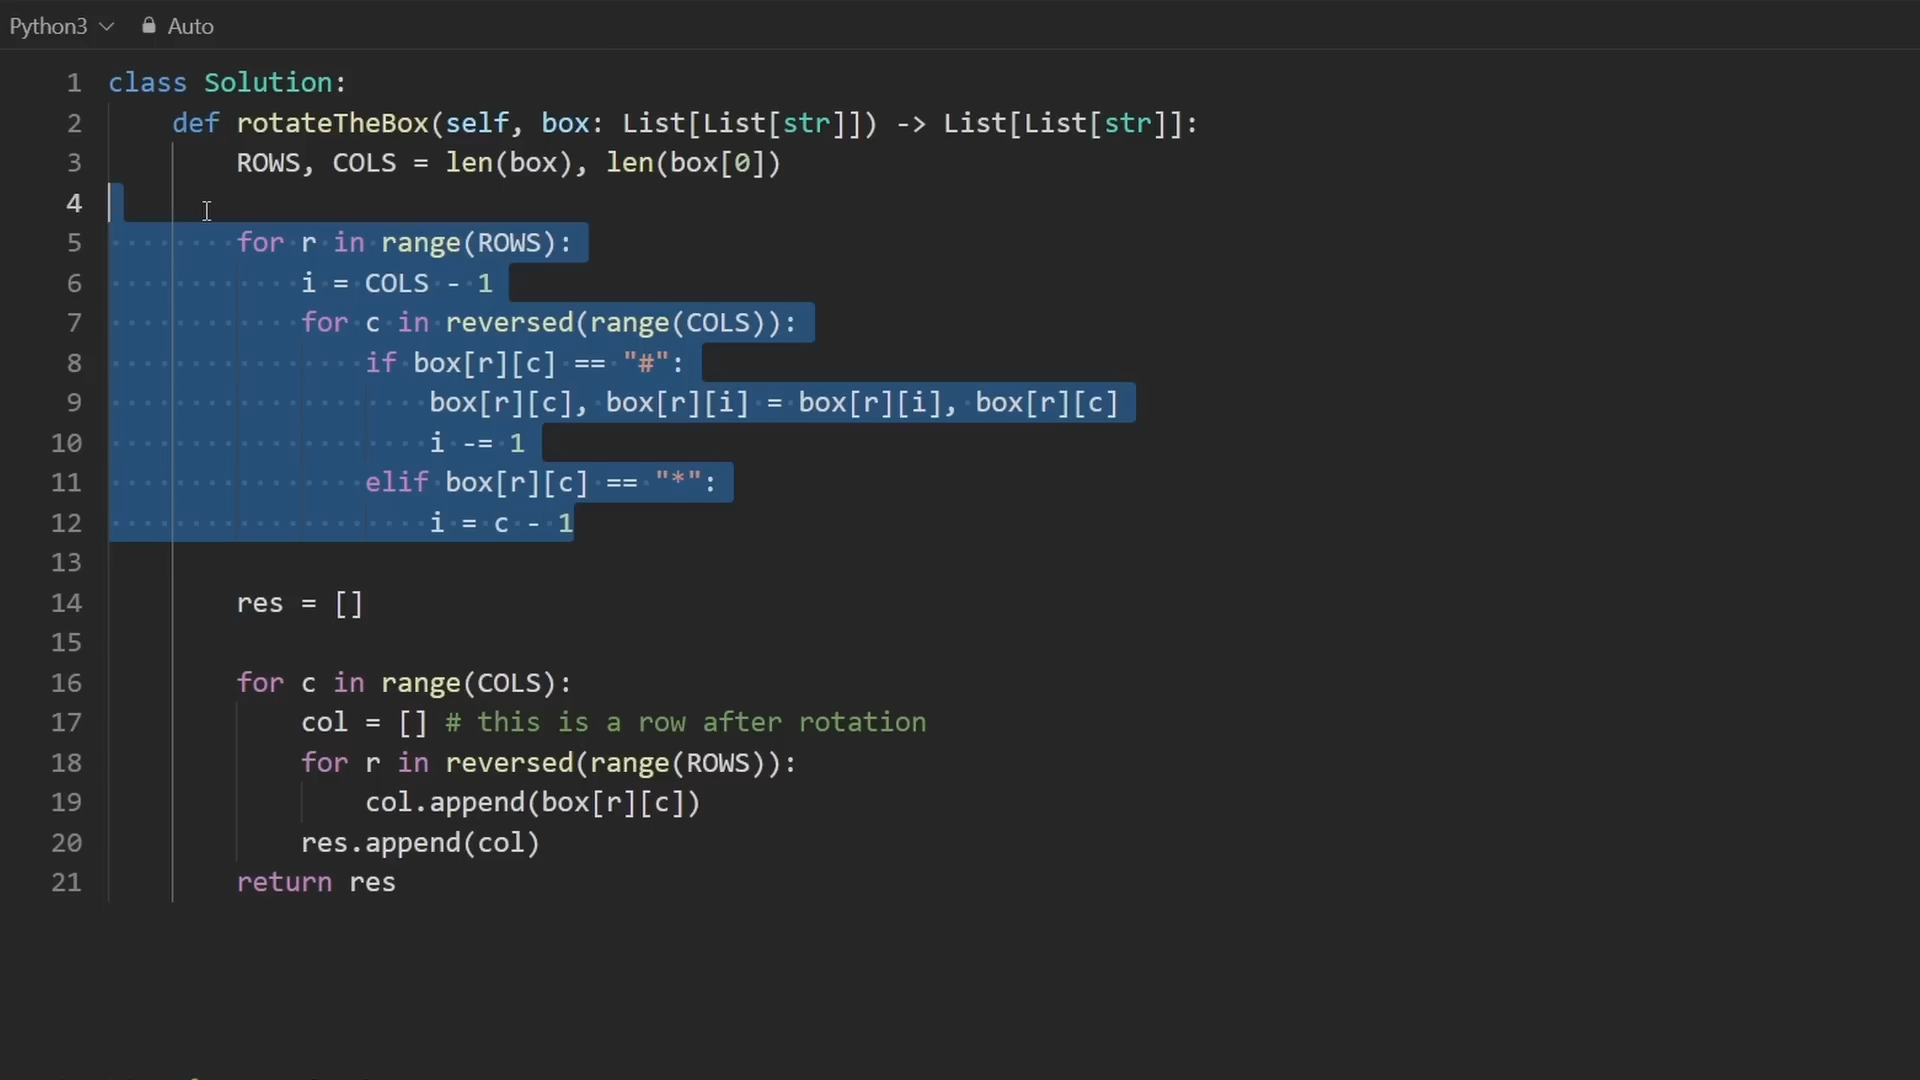 Python3 Auto
1 class Solution:
2 def rotateTheBox(self, box: List[List[str]]) -> List[List[str]]:
3 ROWS, COLS = len(box), len(box[0])
4
5 for r in range(ROWS):
6 i = COLS - 1
7 for c in reversed(range(COLS)):
8 if box[r][c] == "#":
9 box[r][c], box[r][i] = box[r][i], box[r][c]
10 i -= 1
11 elif box[r][c] == "*":
12 i = c - 1
13
14 res = []
15
16 for c in range(COLS):
17 col = [] # this is a row after rotation
18 for r in reversed(range(ROWS)):
19 col.append(box[r][c])
20 res.append(col)
21 return res